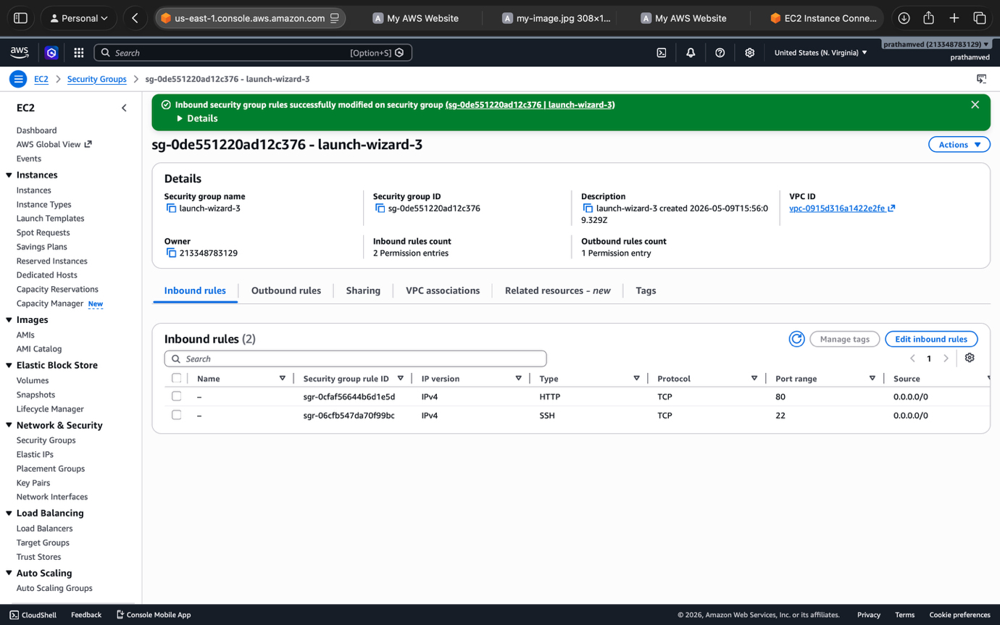 Personal
us-east-1.console.aws.amazon.com
My AWS Website
my-image.jpg 308×1...
My AWS Website
EC2 Instance Conne...
aws
Search
[Option+S]
United States (N. Virginia)
prathamved (213348783129)
prathamved
EC2
Security Groups
sg-0de551220ad12c376 - launch-wizard-3
EC2
Dashboard
AWS Global View
Events
Instances
Instances
Instance Types
Launch Templates
Spot Requests
Savings Plans
Reserved Instances
Dedicated Hosts
Capacity Reservations
Capacity Manager New
Images
AMIs
AMI Catalog
Elastic Block Store
Volumes
Snapshots
Lifecycle Manager
Network & Security
Security Groups
Elastic IPs
Placement Groups
Key Pairs
Network Interfaces
Load Balancing
Load Balancers
Target Groups
Trust Stores
Auto Scaling
Auto Scaling Groups
Inbound security group rules successfully modified on security group (sg-0de551220ad12c376 | launch-wizard-3)
Details
sg-0de551220ad12c376 - launch-wizard-3
Actions
Details
Security group name
launch-wizard-3
Security group ID
sg-0de551220ad12c376
Description
launch-wizard-3 created 2026-05-09T15:56:0
9.329Z
VPC ID
vpc-0915d316a1422e2fe
Owner
213348783129
Inbound rules count
2 Permission entries
Outbound rules count
1 Permission entry
Inbound rules
Outbound rules
Sharing
VPC associations
Related resources - new
Tags
Inbound rules (2)
Manage tags
Edit inbound rules
Search
1
Name
Security group rule ID
IP version
Type
Protocol
Port range
Source
– sgr-0cfaf56644b6d1e5d IPv4 HTTP TCP 80 0.0.0.0/0
– sgr-06cfb547da70f99bc IPv4 SSH TCP 22 0.0.0.0/0
CloudShell
Feedback
Console Mobile App
© 2026, Amazon Web Services, Inc. or its affiliates.
Privacy
Terms
Cookie preferences